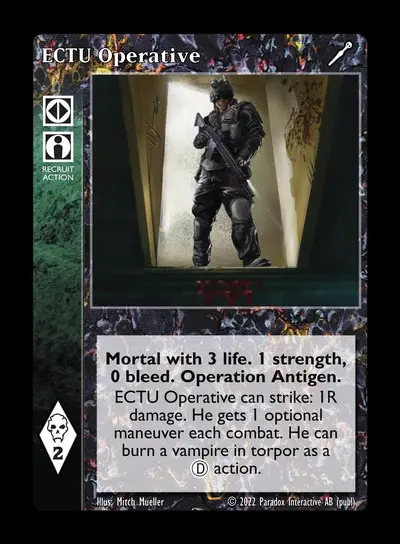 ECTU Operative
RECRUIT
ACTION
Mortal with 3 life. 1 strength,
0 bleed. Operation Antigen.
ECTU Operative can strike: 1R
damage. He gets 1 optional
maneuver each combat. He can
burn a vampire in torpor as a
Ⓓ action.
2
Illus: Mitch Mueller
© 2022 Paradox Interactive AB (publ)